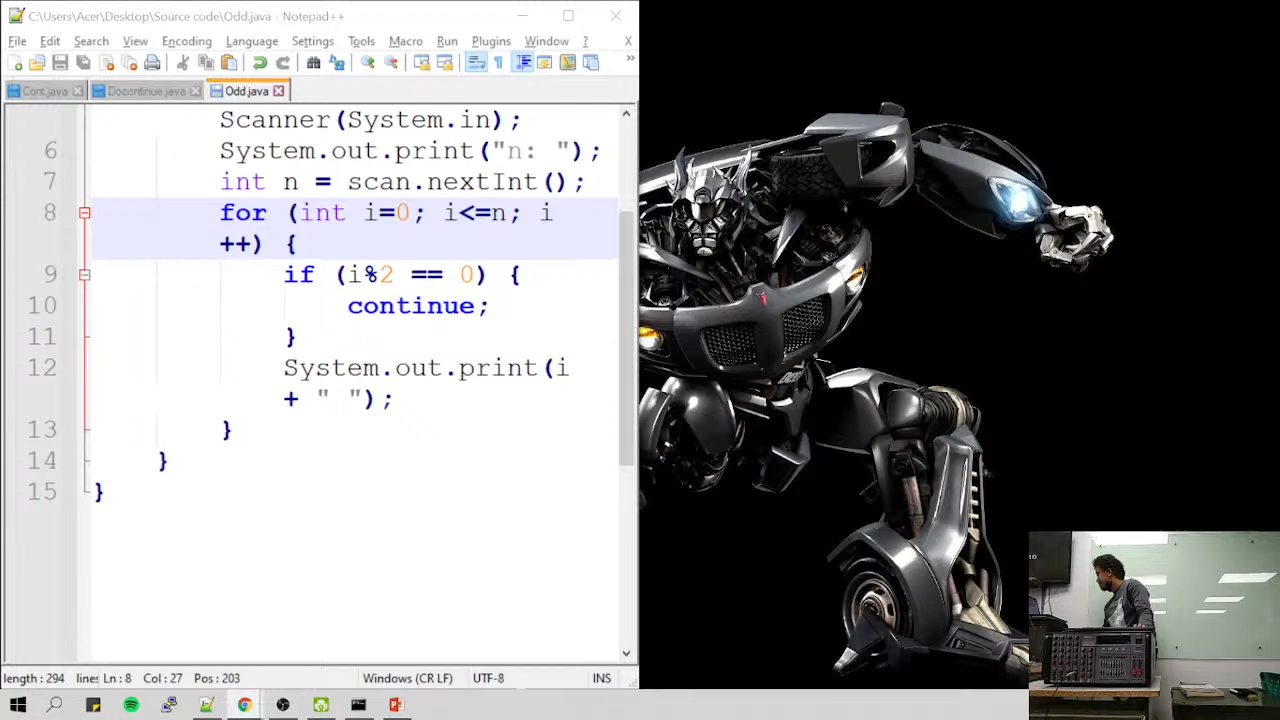 C:\Users\Acer\Desktop\Source code\Odd.java - Notepad++
File Edit Search View Encoding Language Settings Tools Macro Run Plugins Window ? X
Cont.java Docontinue.java Odd.java
Scanner(System.in);
6 System.out.print("n: ");
7 int n = scan.nextInt();
8 for (int i=0; i<=n; i
++) {
9 if (i%2 == 0) {
10 continue;
11 }
12 System.out.print(i
+ " ");
13 }
14 }
15 }
length : 294 lines Ln : 8 Col : 27 Pos : 203 Windows (CR LF) UTF-8 INS